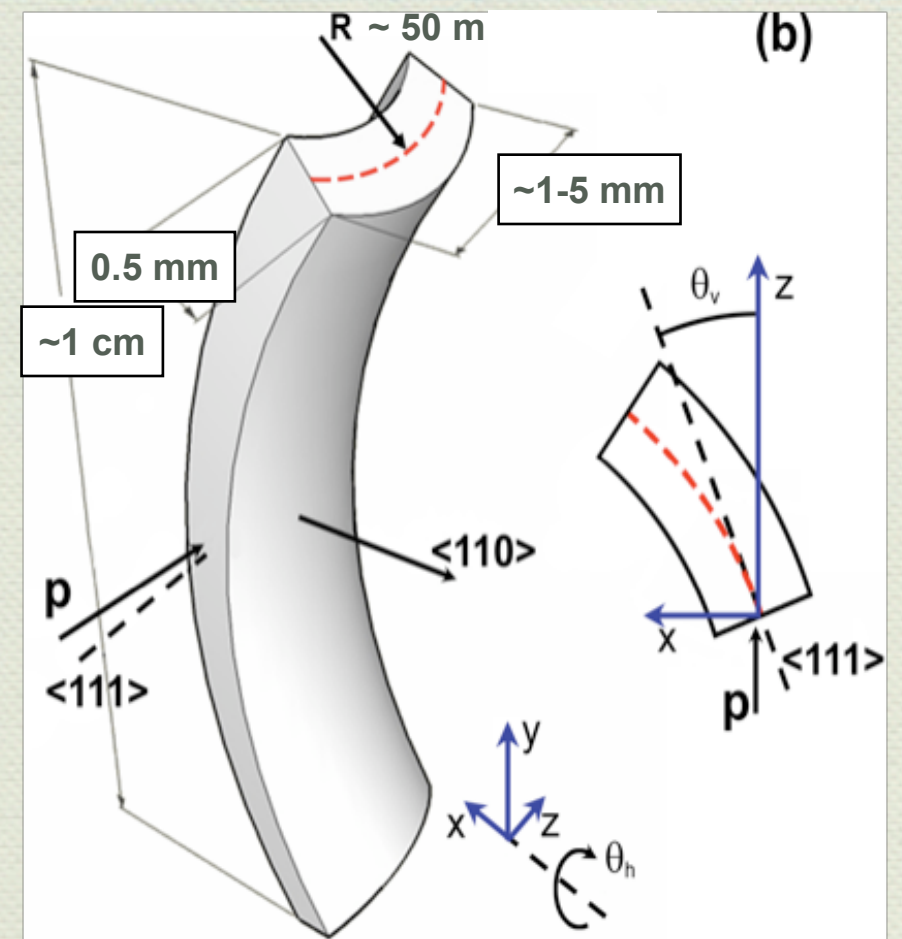 R ~ 50 m
(b)
~1-5 mm
0.5 mm
~1 cm
θv
z
<110>
p
<111>
x
<111>
p
y
x
z
θh